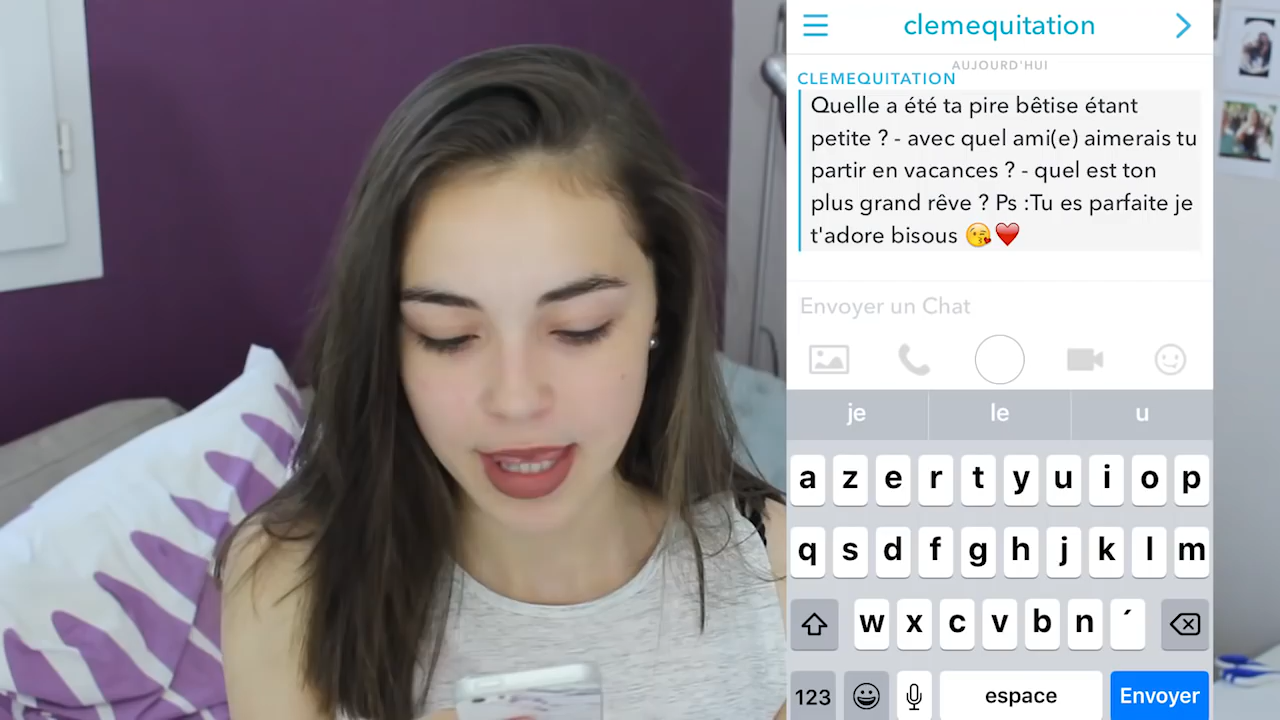 clemequitation
AUJOURD'HUI
CLEMEQUITATION
Quelle a été ta pire bêtise étant
petite ? - avec quel ami(e) aimerais tu
partir en vacances ? - quel est ton
plus grand rêve ? Ps :Tu es parfaite je
t'adore bisous 😘❤️
Envoyer un Chat
je le u
a z e r t y u i o p
q s d f g h j k l m
w x c v b n ´
123 espace Envoyer